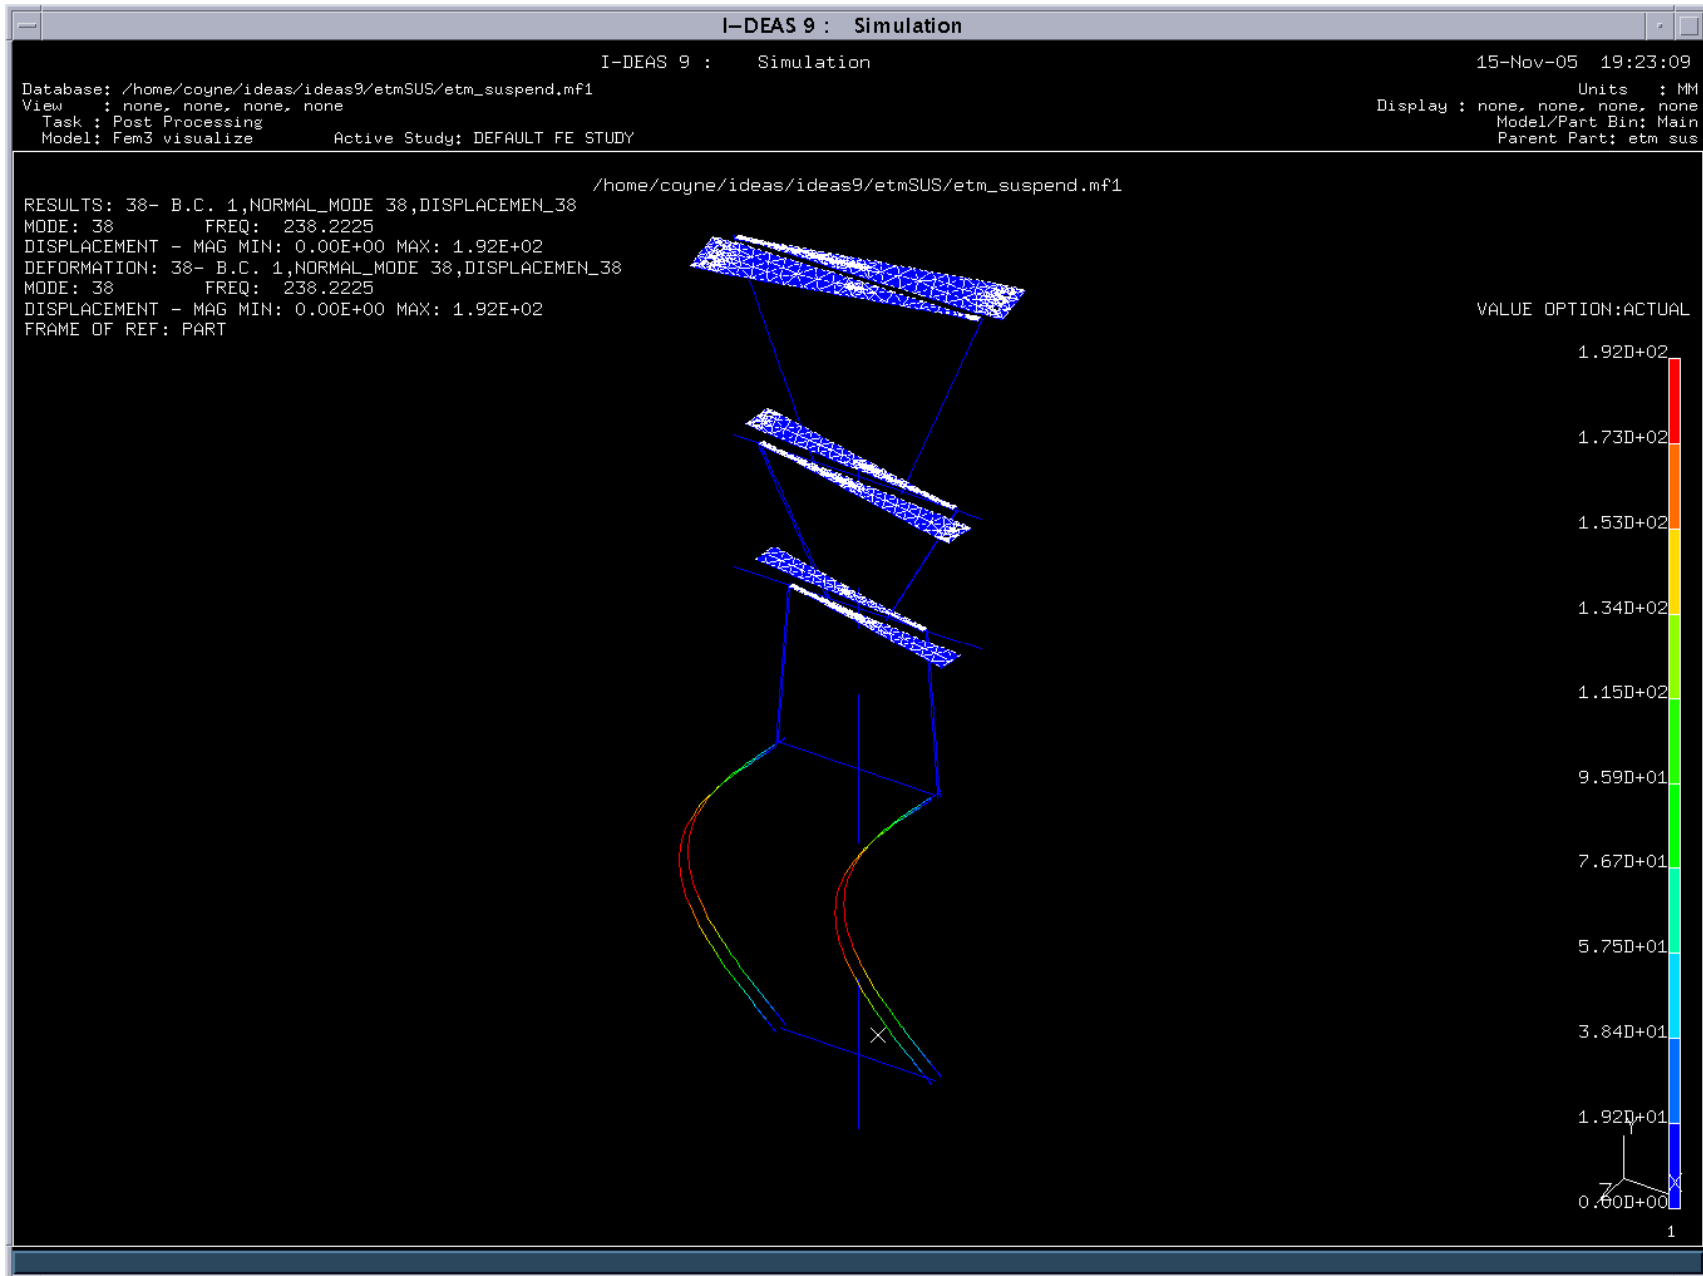 I-DEAS 9 :   Simulation
I-DEAS 9 :    Simulation    15-Nov-05  19:23:09
Database: /home/coyne/ideas/ideas9/etmSUS/etm_suspend.mf1    Units   : MM
View    : none, none, none, none    Display : none, none, none, none
Task : Post Processing    Model/Part Bin: Main
Model: Fem3 visualize    Active Study: DEFAULT FE STUDY    Parent Part: etm sus
/home/coyne/ideas/ideas9/etmSUS/etm_suspend.mf1
RESULTS: 38- B.C. 1,NORMAL_MODE 38,DISPLACEMEN_38
MODE: 38    FREQ:  238.2225
DISPLACEMENT - MAG MIN: 0.00E+00 MAX: 1.92E+02
DEFORMATION: 38- B.C. 1,NORMAL_MODE 38,DISPLACEMEN_38
MODE: 38    FREQ:  238.2225
DISPLACEMENT - MAG MIN: 0.00E+00 MAX: 1.92E+02
FRAME OF REF: PART
VALUE OPTION:ACTUAL
1.92D+02
1.73D+02
1.53D+02
1.34D+02
1.15D+02
9.59D+01
7.67D+01
5.75D+01
3.84D+01
1.92D+01
Y
Z
X
0.00D+00
1